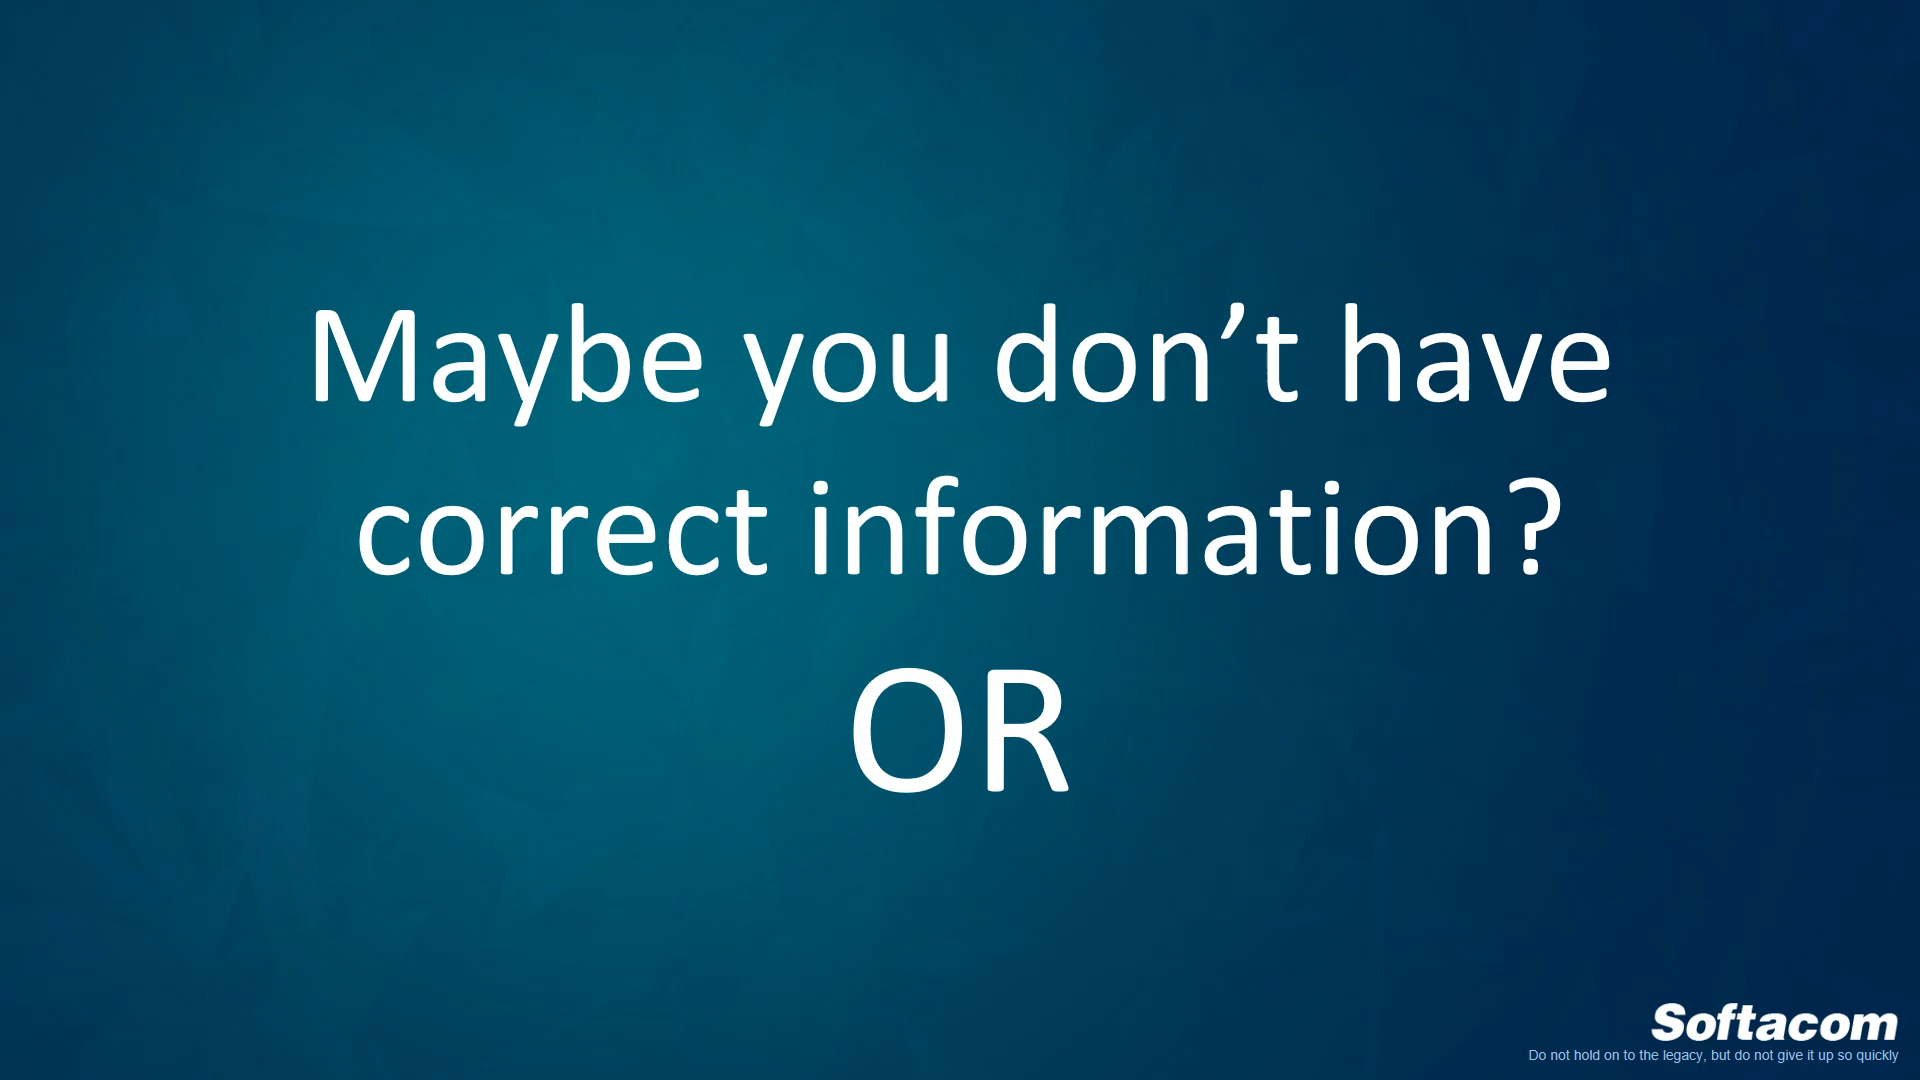 Maybe you don’t have
correct information?
OR
Softacom
Do not hold on to the legacy, but do not give it up so quickly